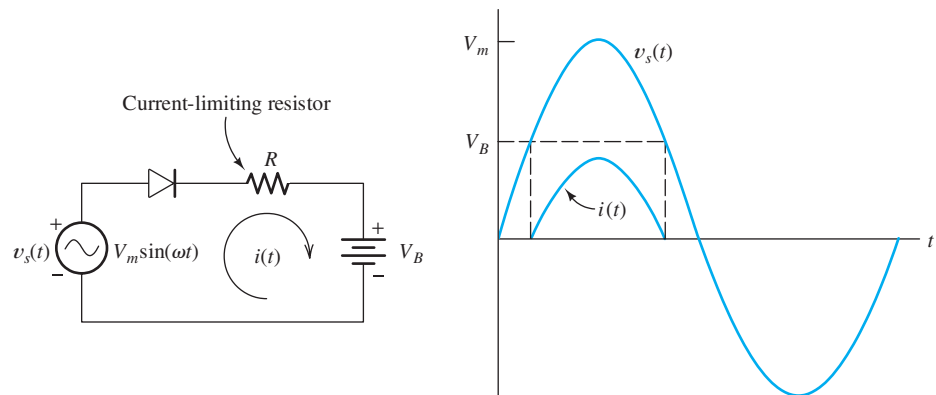 Current-limiting resistor
R
+
v_s(t)
−
V_m sin(ωt)
i(t)
+
V_B
−
V_m
v_s(t)
V_B
i(t)
t